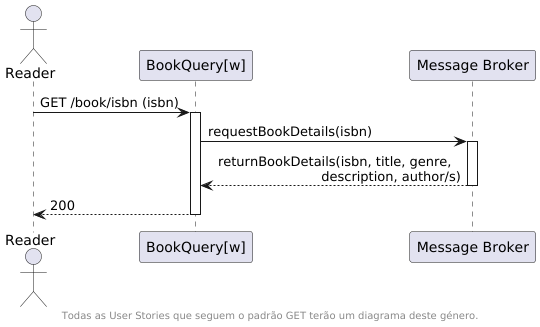 Reader
BookQuery[w]
Message Broker
GET /book/isbn (isbn)
requestBookDetails(isbn)
returnBookDetails(isbn, title, genre,
description, author/s)
200
Reader
BookQuery[w]
Message Broker
Todas as User Stories que seguem o padrão GET terão um diagrama deste género.